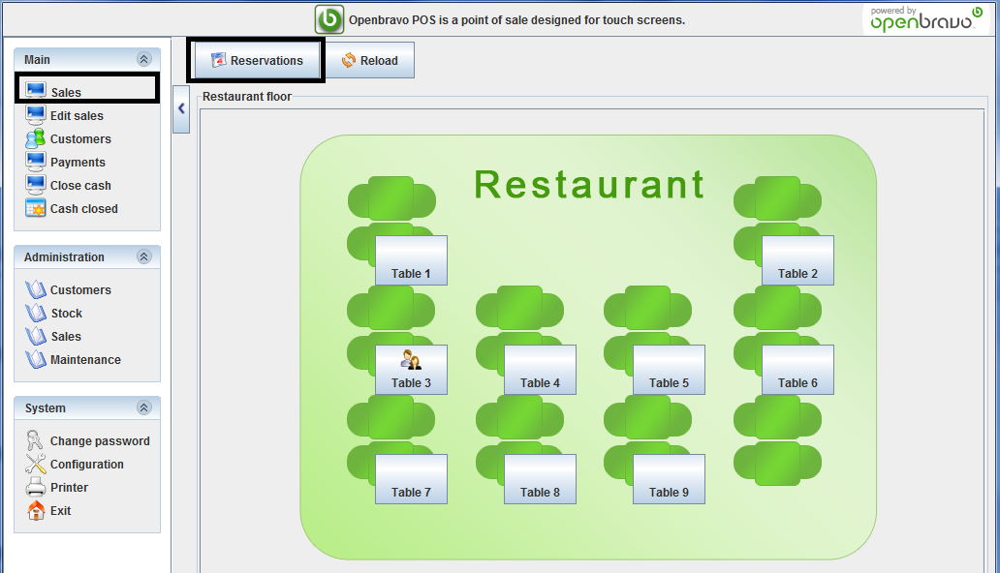 Openbravo POS is a point of sale designed for touch screens.
powered by
openbravo
Main
Sales
Edit sales
Customers
Payments
Close cash
Cash closed
Administration
Customers
Stock
Sales
Maintenance
System
Change password
Configuration
Printer
Exit
Reservations
Reload
Restaurant floor
Restaurant
Table 1
Table 2
Table 3
Table 4
Table 5
Table 6
Table 7
Table 8
Table 9